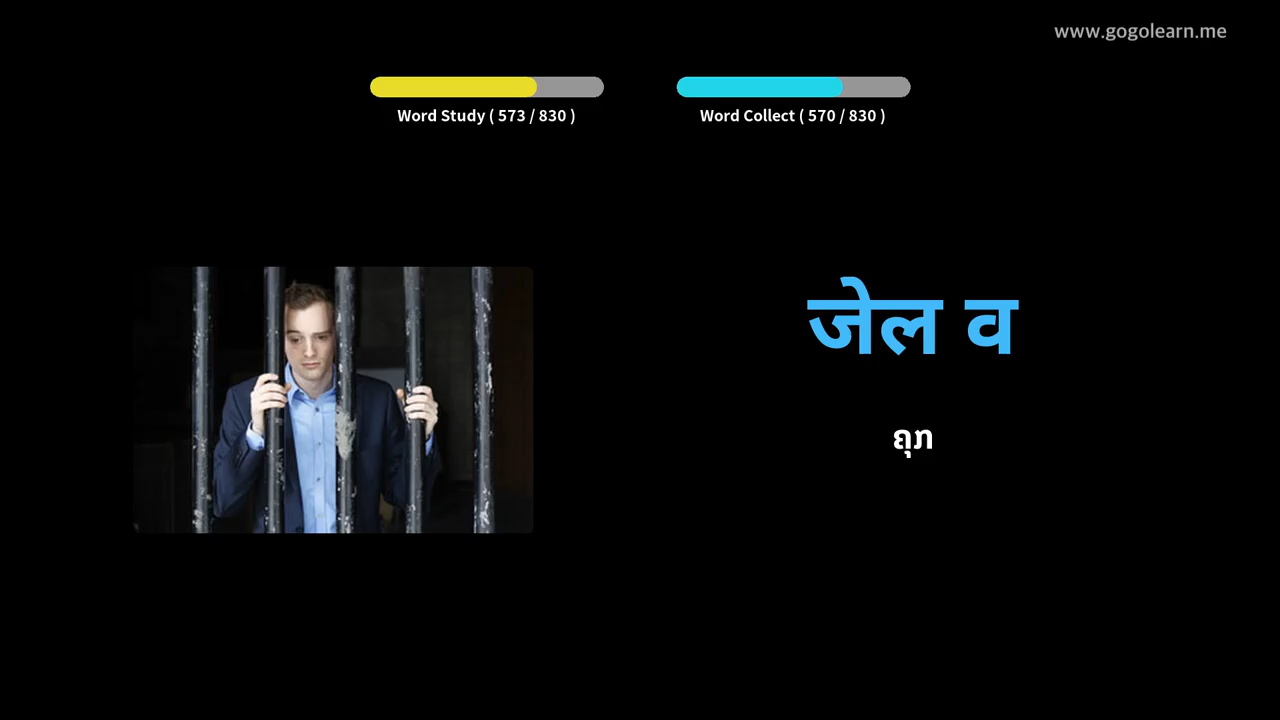 www.gogolearn.me
Word Study ( 573 / 830 )
Word Collect ( 570 / 830 )
जेल व
ຄຸກ